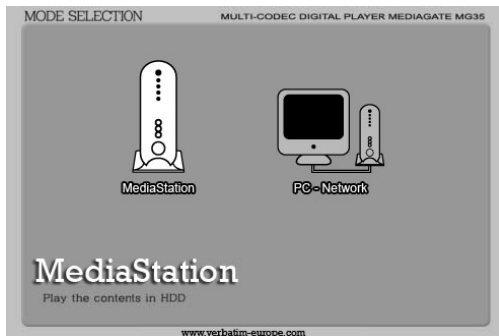 MODE SELECTION
MULTI-CODEC DIGITAL PLAYER MEDIAGATE MG35
MediaStation
PC - Network
MediaStation
Play the contents in HDD
www.verbatim-europe.com